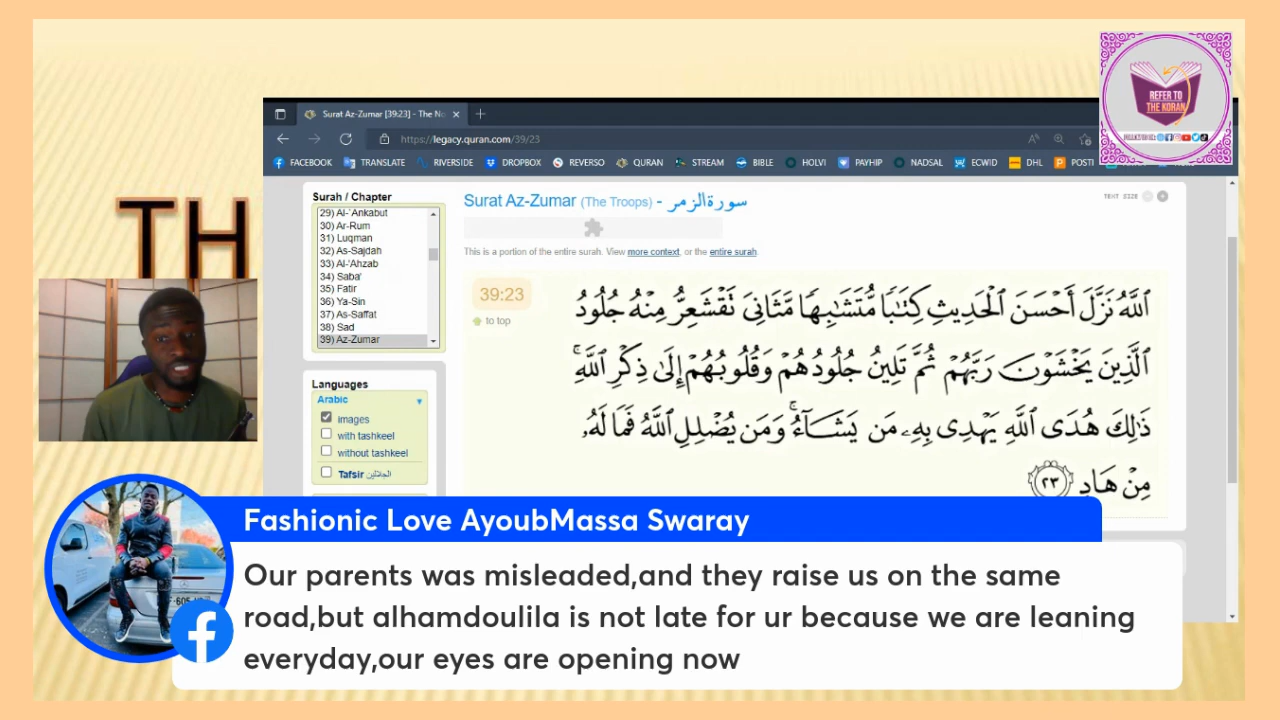 TH
REFER TO
THE KORAN
Surat Az-Zumar [39:23] - The No
https://legacy.quran.com/39/23
FACEBOOK TRANSLATE RIVERSIDE DROPBOX REVERSO QURAN STREAM BIBLE HOLVI PAYHIP NADSAL ECWID DHL POSTI
Surah / Chapter
29) Al-'Ankabut
30) Ar-Rum
31) Luqman
32) As-Sajdah
33) Al-'Ahzab
34) Saba'
35) Fatir
36) Ya-Sin
37) As-Saffat
38) Sad
39) Az-Zumar
Languages
Arabic
images
with tashkeel
without tashkeel
Tafsir الجلالين
Surat Az-Zumar (The Troops) - سورة الزمر
TEXT SIZE
This is a portion of the entire surah. View more context, or the entire surah.
39:23
to top
ٱللَّهُ نَزَّلَ أَحْسَنَ ٱلْحَدِيثِ كِتَٰبًا مُّتَشَٰبِهًا مَّثَانِىَ تَقْشَعِرُّ مِنْهُ جُلُودُ
ٱلَّذِينَ يَخْشَوْنَ رَبَّهُمْ ثُمَّ تَلِينُ جُلُودُهُمْ وَقُلُوبُهُمْ إِلَىٰ ذِكْرِ ٱللَّهِ ۚ
ذَٰلِكَ هُدَى ٱللَّهِ يَهْدِى بِهِۦ مَن يَشَآءُ ۚ وَمَن يُضْلِلِ ٱللَّهُ فَمَا لَهُۥ
مِنْ هَادٍ ٢٣
Fashionic Love AyoubMassa Swaray
Our parents was misleaded,and they raise us on the same
road,but alhamdoulila is not late for ur because we are leaning
everyday,our eyes are opening now